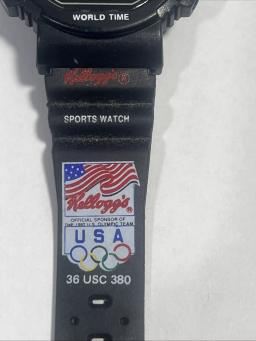 WORLD TIME
Kellogg's®
SPORTS WATCH
Kellogg's®
OFFICIAL SPONSOR OF
THE 1992 U.S. OLYMPIC TEAM
USA
36 USC 380